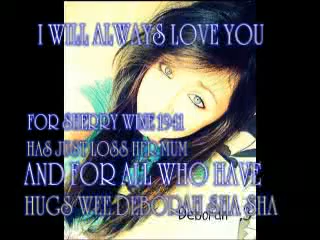 I WILL ALWAYS LOVE YOU
FOR SHERRY WINE 1941
HAS JUST LOSS HER MUM
AND FOR ALL WHO HAVE
HUGS WEE.DEBORAH SHA SHA
Deborah